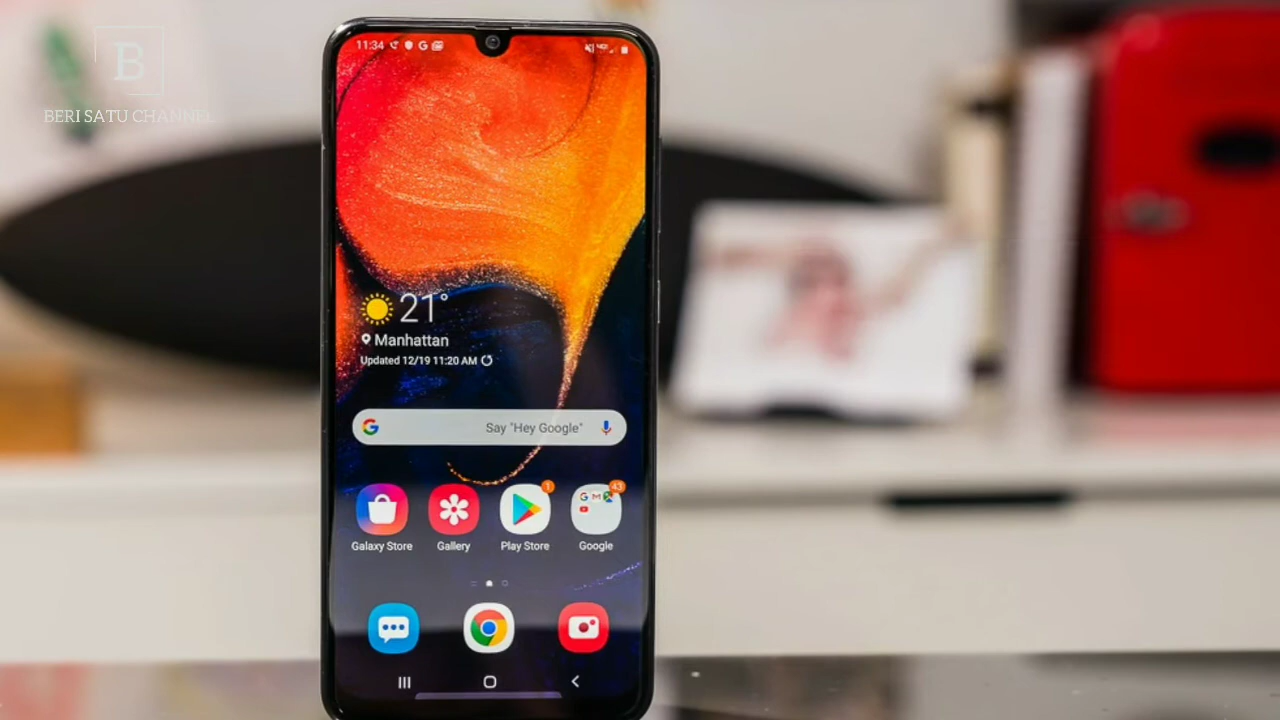 B
BERI SATU CHANNEL
11:34
21°
Manhattan
Updated 12/19 11:20 AM
G
Say "Hey Google"
1
43
Galaxy Store
Gallery
Play Store
Google